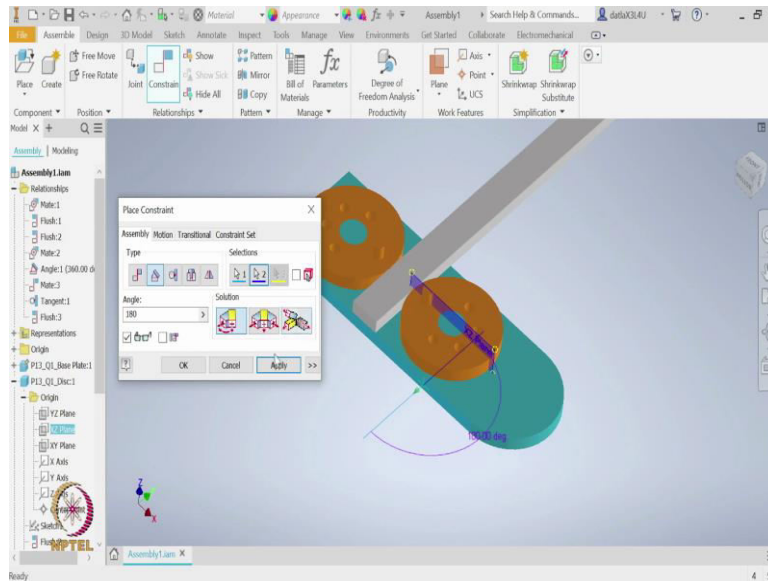 Material Appearance Assembly1 Search Help & Commands... datlaX3L4U
File Assemble Design 3D Model Sketch Annotate Inspect Tools Manage View Environments Get Started Collaborate Electromechanical
Free Move Show Pattern Axis
Free Rotate Show Sick Mirror Point
Place Create Joint Constrain Hide All Copy Bill of Materials Parameters Degree of Freedom Analysis Plane UCS Shrinkwrap Shrinkwrap Substitute
Component Position Relationships Pattern Manage Productivity Work Features Simplification
Model X +
Assembly Modeling
Assembly1.iam
Relationships
Mate:1
Flush:1
Flush:2
Mate:2
Angle:1 (360.00 d
Mate:3
Tangent:1
Flush:3
Representations
Origin
P13_Q1_Base Plate:1
P13_Q1_Disc:1
Origin
YZ Plane
XZ Plane
XY Plane
X Axis
Y Axis
Place Constraint X
Assembly Motion Transitional Constraint Set
Type Selections
1 2
Angle: Solution
180
OK Cancel Apply >>
180.00 deg
Z
X
NPTEL
Assembly1.iam X
Ready 4